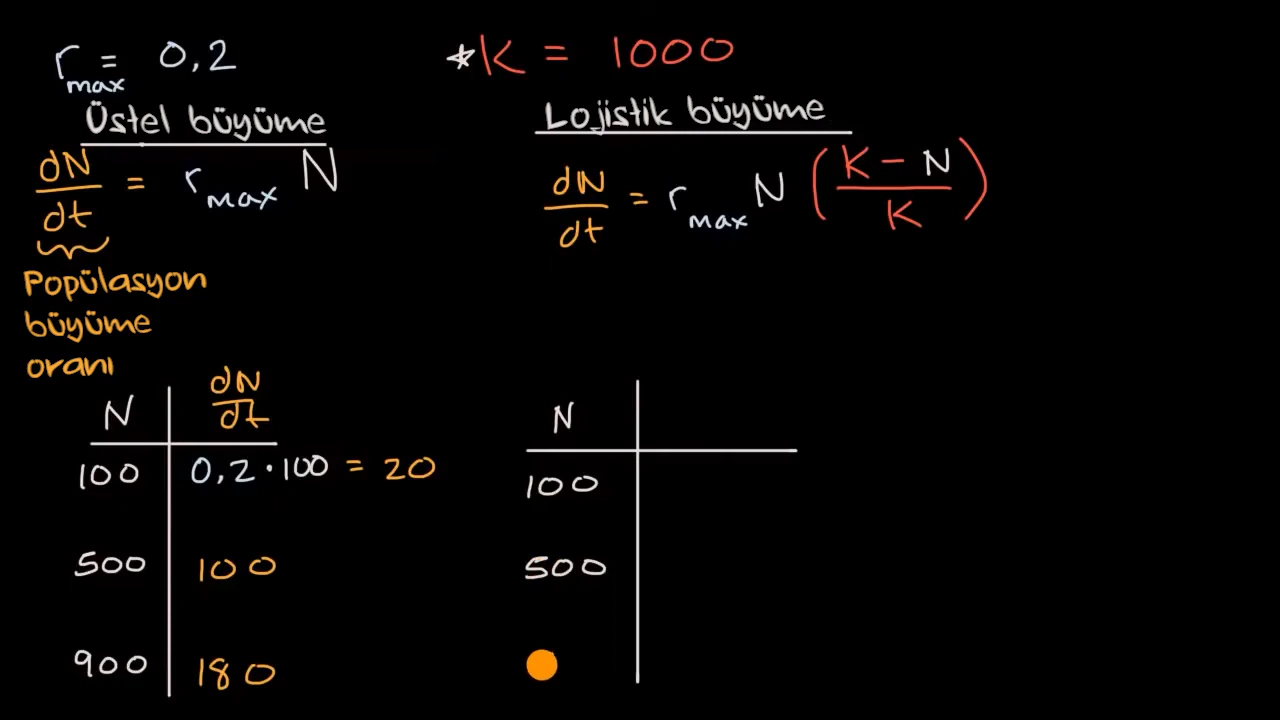 r_max = 0,2
*K = 1000
Üstel büyüme
Lojistik büyüme
dN/dt = r_max N
dN/dt = r_max N (K - N / K)
Popülasyon
büyüme
oranı
N dN/dt
100 0,2 · 100 = 20
500 100
900 180
N
100
500